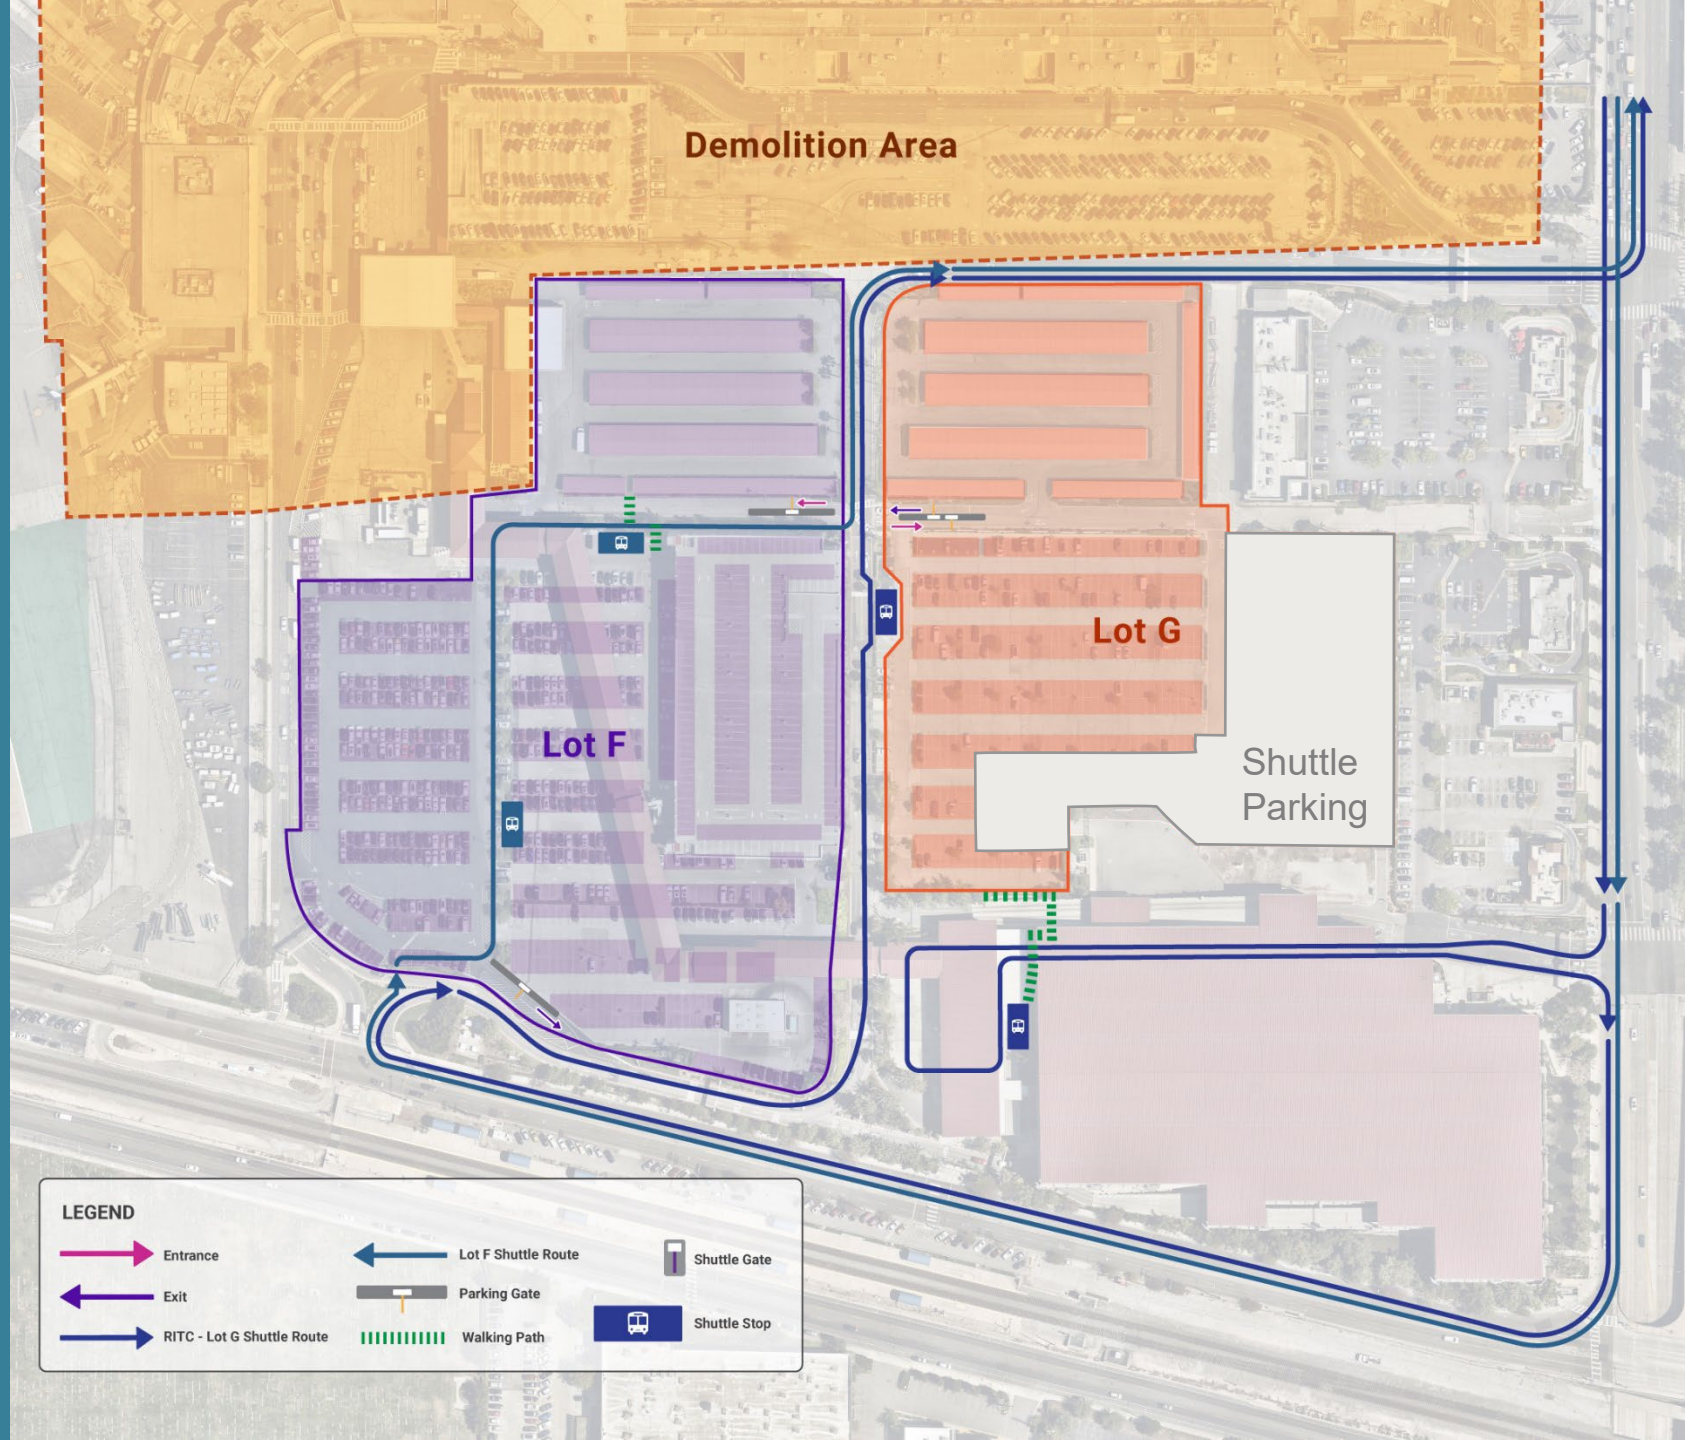 Demolition Area
Lot G
Lot F
Shuttle
Parking
LEGEND
Entrance
Exit
RITC - Lot G Shuttle Route
Lot F Shuttle Route
Parking Gate
Walking Path
Shuttle Gate
Shuttle Stop